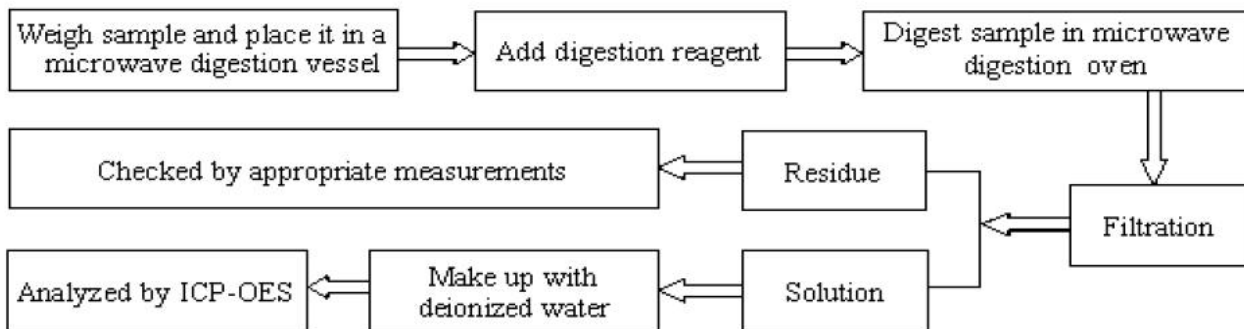 Weigh sample and place it in a
microwave digestion vessel
Add digestion reagent
Digest sample in microwave
digestion oven
Filtration
Residue
Checked by appropriate measurements
Solution
Make up with
deionized water
Analyzed by ICP-OES